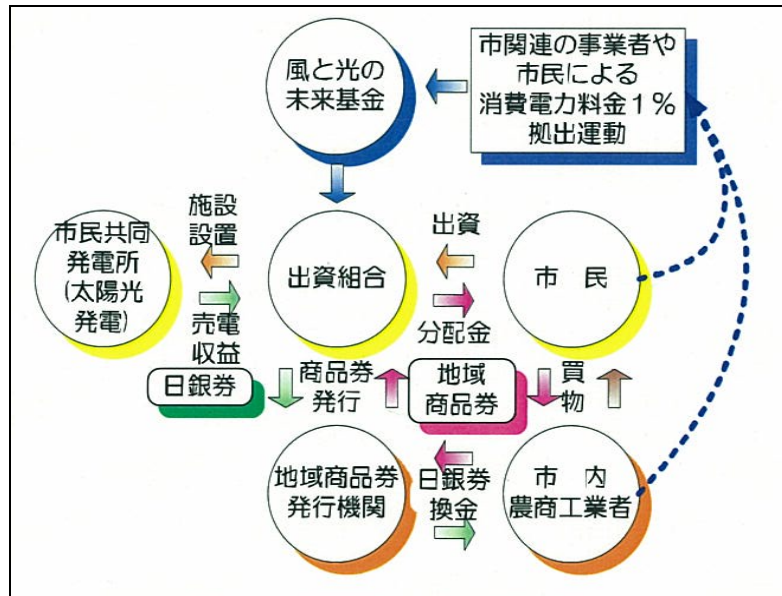 風と光の
未来基金
市関連の事業者や
市民による
消費電力料金1％
拠出運動
施設
設置
市民共同
発電所
(太陽光
発電)
売電
収益
出資組合
出資
分配金
市　民
日銀券
商品券
発行
地域
商品券
買
物
地域商品券
発行機関
日銀券
換金
市　内
農商工業者